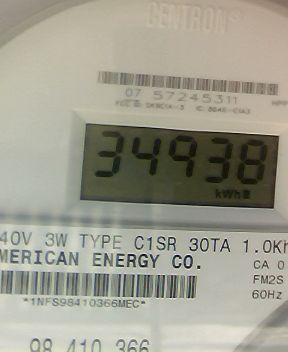 CENTRON®
07 57245311
34938
kWh
40V 3W TYPE C1SR 30TA 1.0Kh
MERICAN ENERGY CO.
CA 0
FM2S
60Hz
*1NFS98410366MEC*
98 410 366